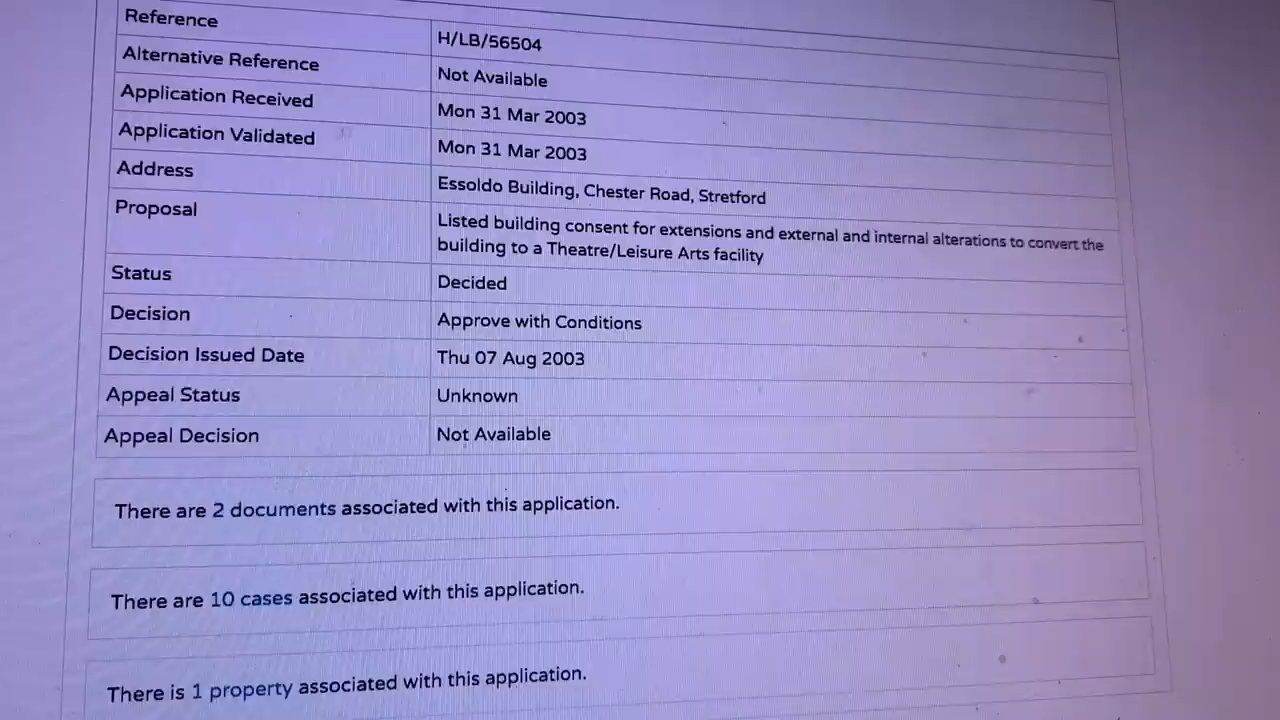 Reference H/LB/56504
Alternative Reference Not Available
Application Received Mon 31 Mar 2003
Application Validated Mon 31 Mar 2003
Address Essoldo Building, Chester Road, Stretford
Proposal Listed building consent for extensions and external and internal alterations to convert the
building to a Theatre/Leisure Arts facility
Status Decided
Decision Approve with Conditions
Decision Issued Date Thu 07 Aug 2003
Appeal Status Unknown
Appeal Decision Not Available
There are 2 documents associated with this application.
There are 10 cases associated with this application.
There is 1 property associated with this application.